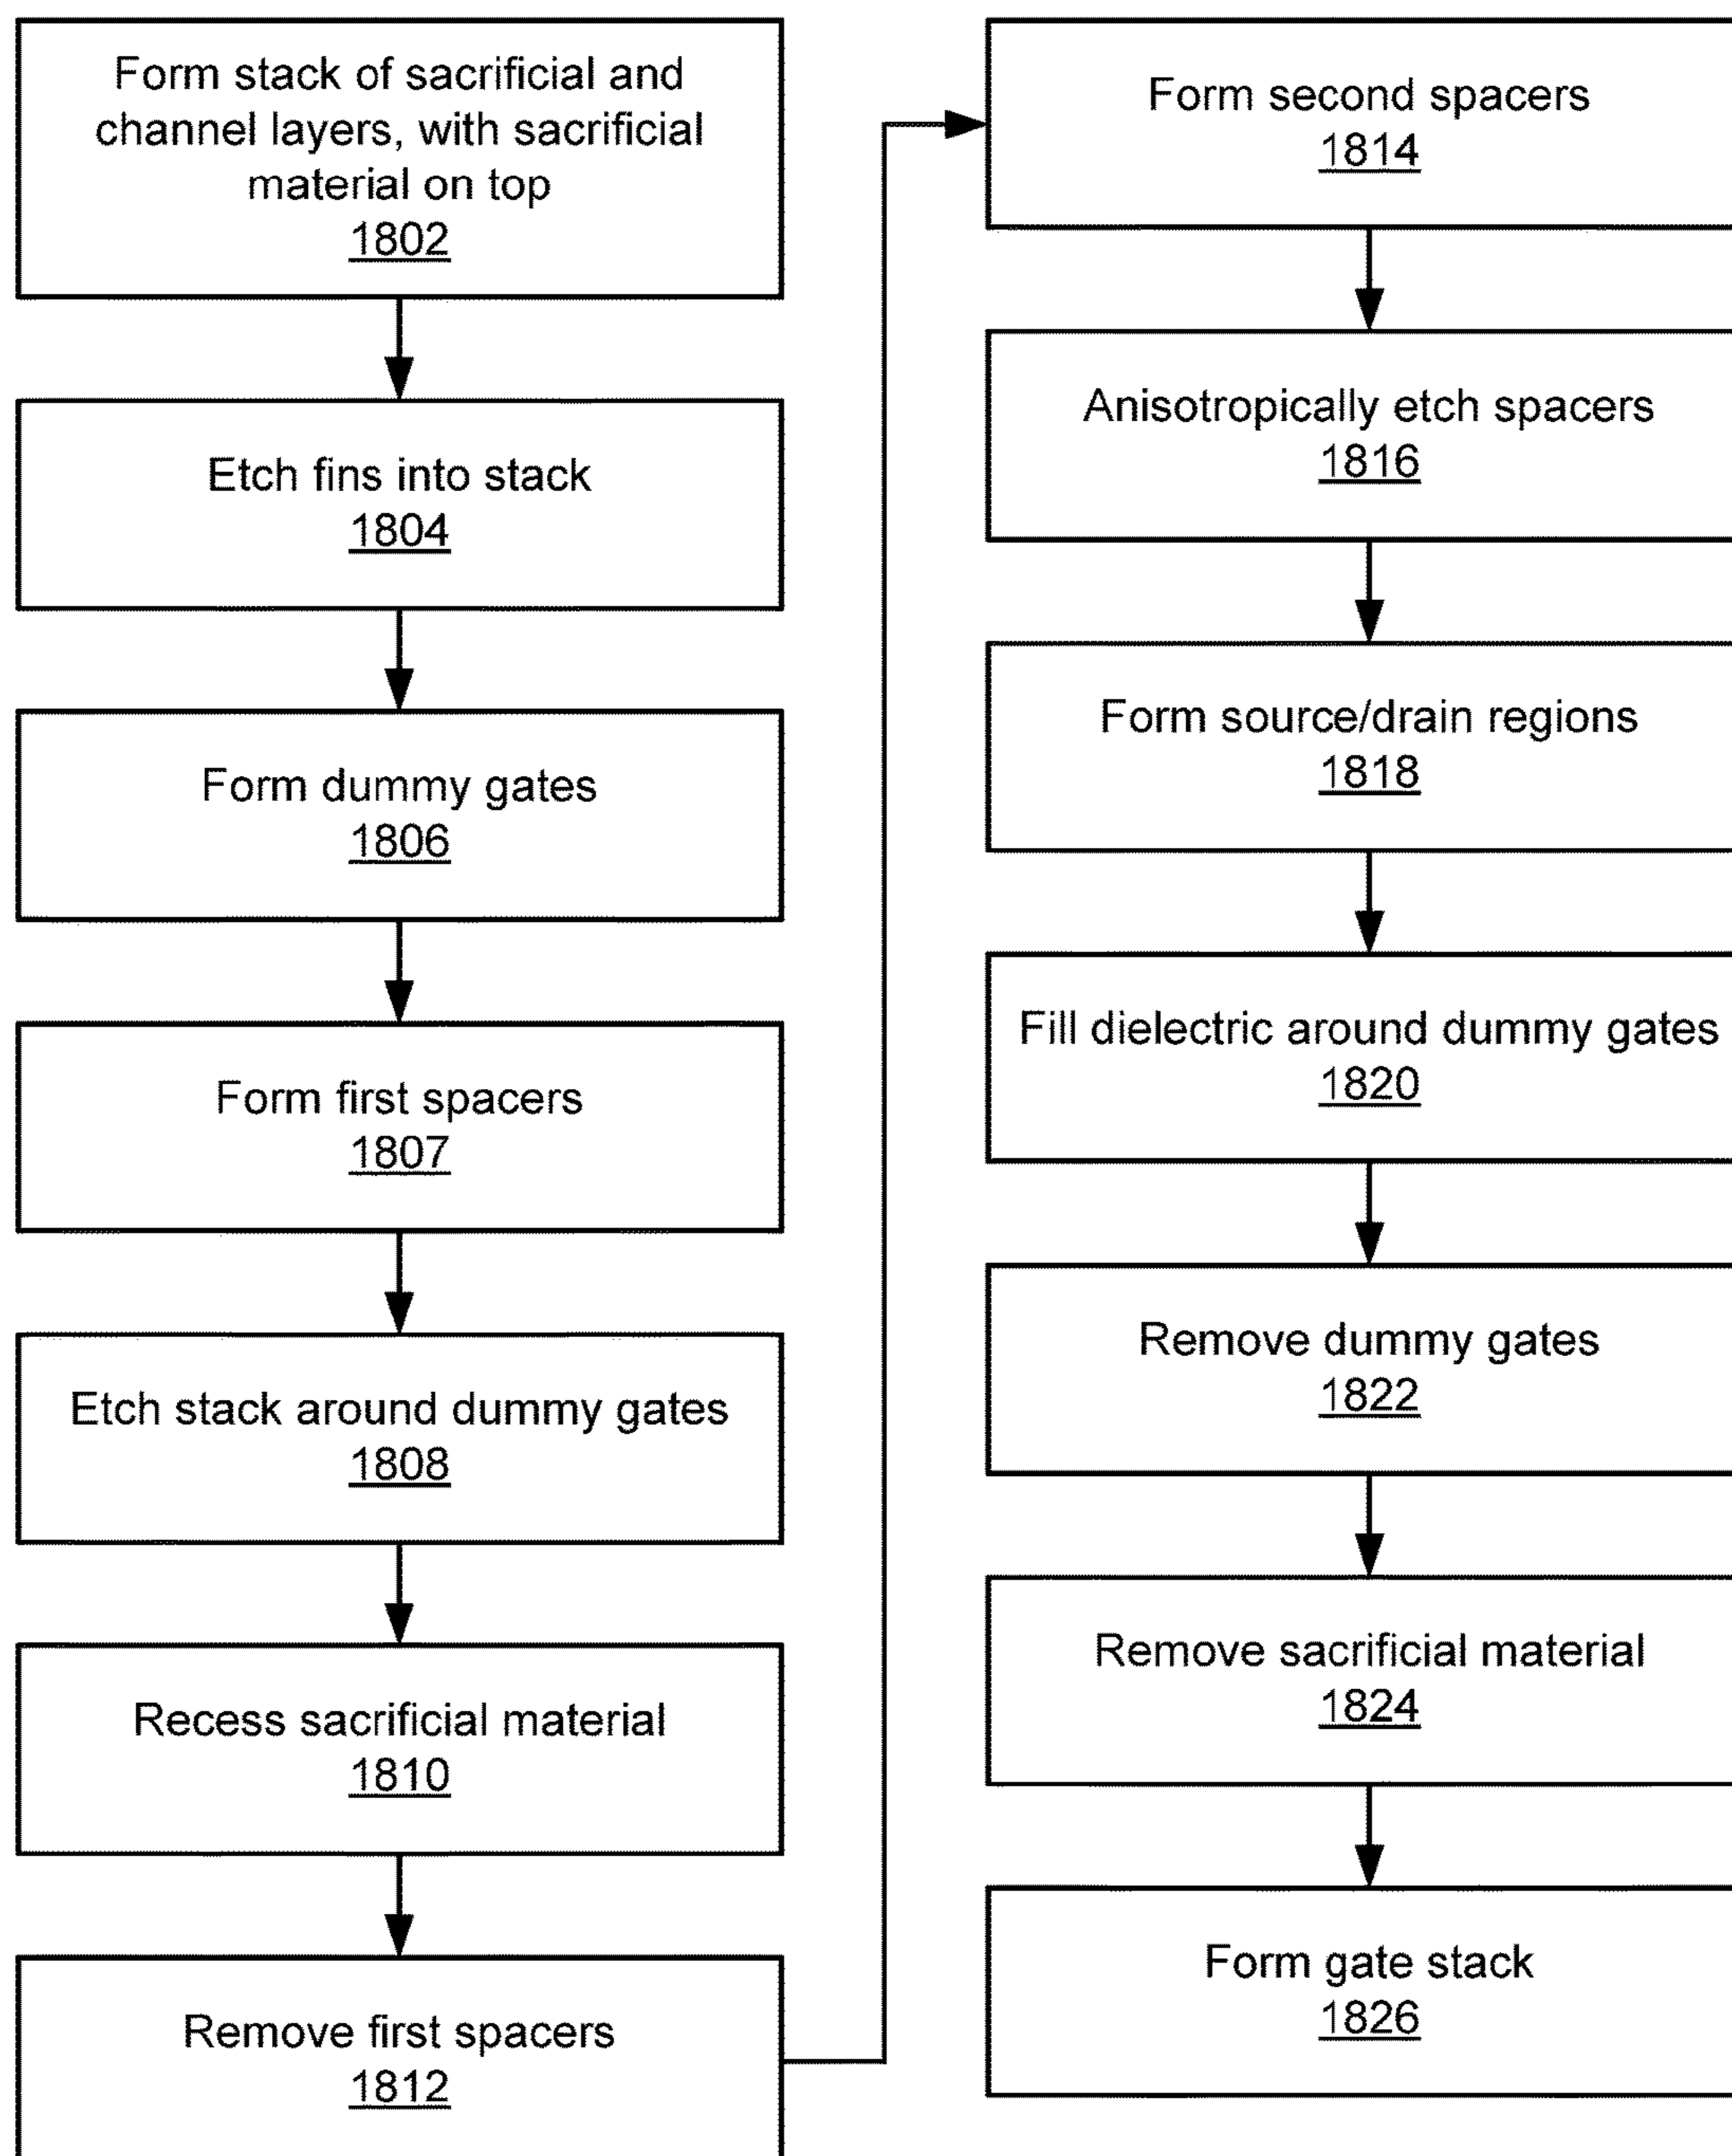 Form stack of sacrificial and
channel layers, with sacrificial
material on top
1802
Etch fins into stack
1804
Form dummy gates
1806
Form first spacers
1807
Etch stack around dummy gates
1808
Recess sacrificial material
1810
Remove first spacers
1812
Form second spacers
1814
Anisotropically etch spacers
1816
Form source/drain regions
1818
Fill dielectric around dummy gates
1820
Remove dummy gates
1822
Remove sacrificial material
1824
Form gate stack
1826